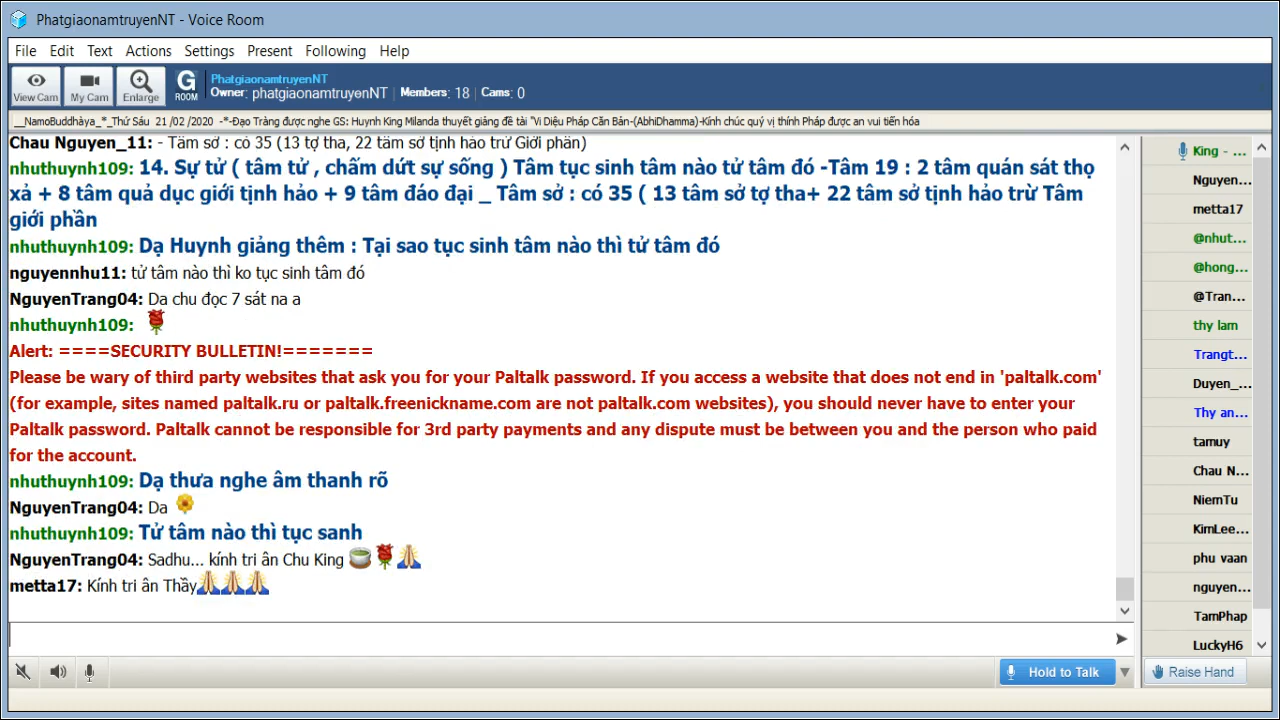 PhatgiaonamtruyenNT - Voice Room
File Edit Text Actions Settings Present Following Help
View Cam My Cam Enlarge G ROOM
PhatgiaonamtruyenNT
Owner: phatgiaonamtruyenNT Members: 18 Cams: 0
__NamoBuddhàya_*_Thứ Sáu 21 /02 /2020 -*-Đạo Tràng được nghe GS: Huynh King Milanda thuyết giảng đề tài "Vi Diệu Pháp Căn Bản-(AbhiDhamma)-Kính chúc quý vị thính Pháp được an vui tiến hóa
Chau Nguyen_11: - Tâm sở : có 35 (13 tợ tha, 22 tâm sở tịnh hảo trừ Giới phần)
nhuthuynh109: 14. Sự tử ( tâm tử , chấm dứt sự sống ) Tâm tục sinh tâm nào tử tâm đó -Tâm 19 : 2 tâm quán sát thọ
xả + 8 tâm quả dục giới tịnh hảo + 9 tâm đáo đại _ Tâm sở : có 35 ( 13 tâm sở tợ tha+ 22 tâm sở tịnh hảo trừ Tâm
giới phần
nhuthuynh109: Dạ Huynh giảng thêm : Tại sao tục sinh tâm nào thì tử tâm đó
nguyennhu11: tử tâm nào thì ko tục sinh tâm đó
NguyenTrang04: Da chu đọc 7 sát na a
nhuthuynh109:
Alert: ====SECURITY BULLETIN!=======
Please be wary of third party websites that ask you for your Paltalk password. If you access a website that does not end in 'paltalk.com'
(for example, sites named paltalk.ru or paltalk.freenickname.com are not paltalk.com websites), you should never have to enter your
Paltalk password. Paltalk cannot be responsible for 3rd party payments and any dispute must be between you and the person who paid
for the account.
nhuthuynh109: Dạ thưa nghe âm thanh rõ
NguyenTrang04: Da
nhuthuynh109: Tử tâm nào thì tục sanh
NguyenTrang04: Sadhu... kính tri ân Chu King
metta17: Kính tri ân Thầy
King - ...
Nguyen...
metta17
@nhut...
@hong...
@Tran...
thy lam
Trangt...
Duyen_...
Thy an...
tamuy
Chau N...
NiemTu
KimLee...
phu vaan
nguyen...
TamPhap
LuckyH6
Hold to Talk
Raise Hand